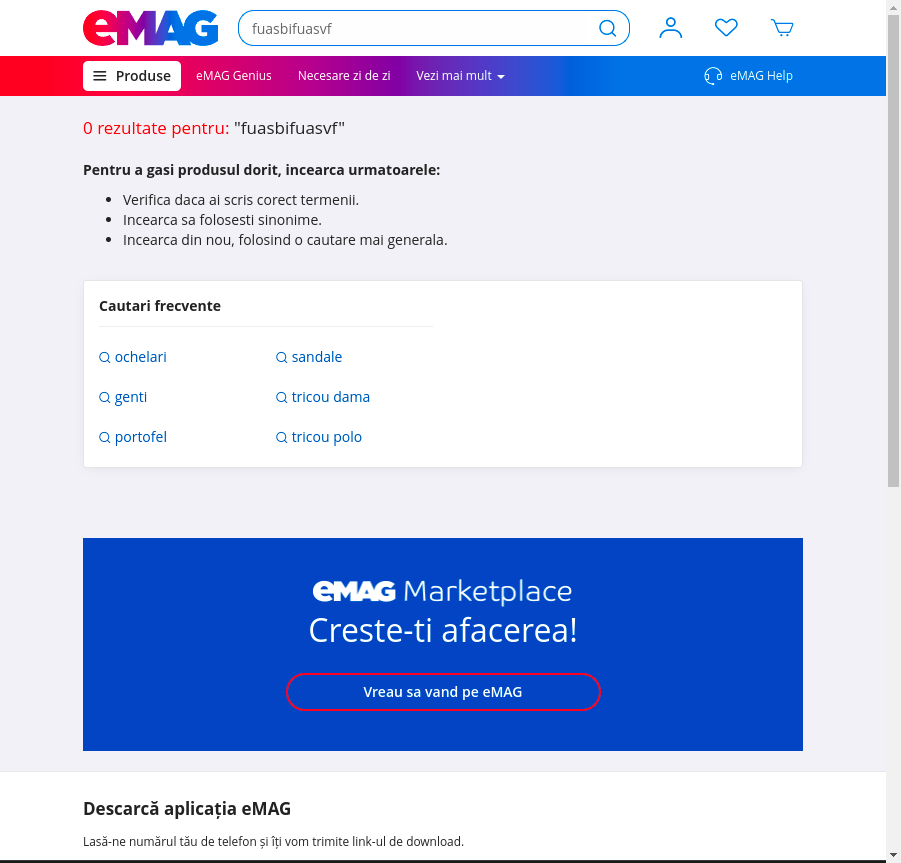 eMAG
fuasbifuasvf
Produse eMAG Genius Necesare zi de zi Vezi mai mult eMAG Help
0 rezultate pentru: "fuasbifuasvf"
Pentru a gasi produsul dorit, incearca urmatoarele:
Verifica daca ai scris corect termenii.
Incearca sa folosesti sinonime.
Incearca din nou, folosind o cautare mai generala.
Cautari frecvente
ochelari sandale
genti tricou dama
portofel tricou polo
eMAG Marketplace
Creste-ti afacerea!
Vreau sa vand pe eMAG
Descarcă aplicația eMAG
Lasă-ne numărul tău de telefon și îți vom trimite link-ul de download.